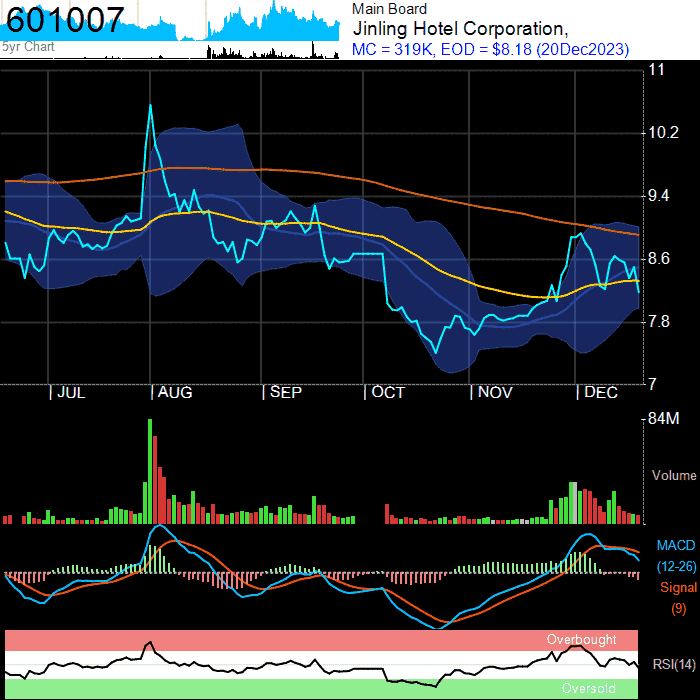 601007
5yr Chart
Main Board
Jinling Hotel Corporation,
MC = 319K, EOD = $8.18 (20Dec2023)
11
10.2
9.4
8.6
7.8
7
| JUL | AUG | SEP | OCT | NOV | DEC
84M
Volume
MACD
(12-26)
Signal
(9)
Overbought
RSI(14)
Oversold